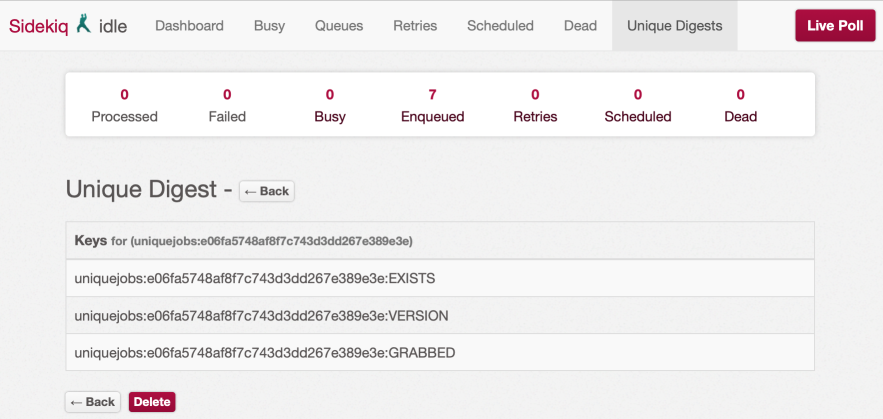 Sidekiq idle Dashboard Busy Queues Retries Scheduled Dead Unique Digests Live Poll
0 0 0 7 0 0 0
Processed Failed Busy Enqueued Retries Scheduled Dead
Unique Digest - ← Back
Keys for (uniquejobs:e06fa5748af8f7c743d3dd267e389e3e)
uniquejobs:e06fa5748af8f7c743d3dd267e389e3e:EXISTS
uniquejobs:e06fa5748af8f7c743d3dd267e389e3e:VERSION
uniquejobs:e06fa5748af8f7c743d3dd267e389e3e:GRABBED
← Back Delete